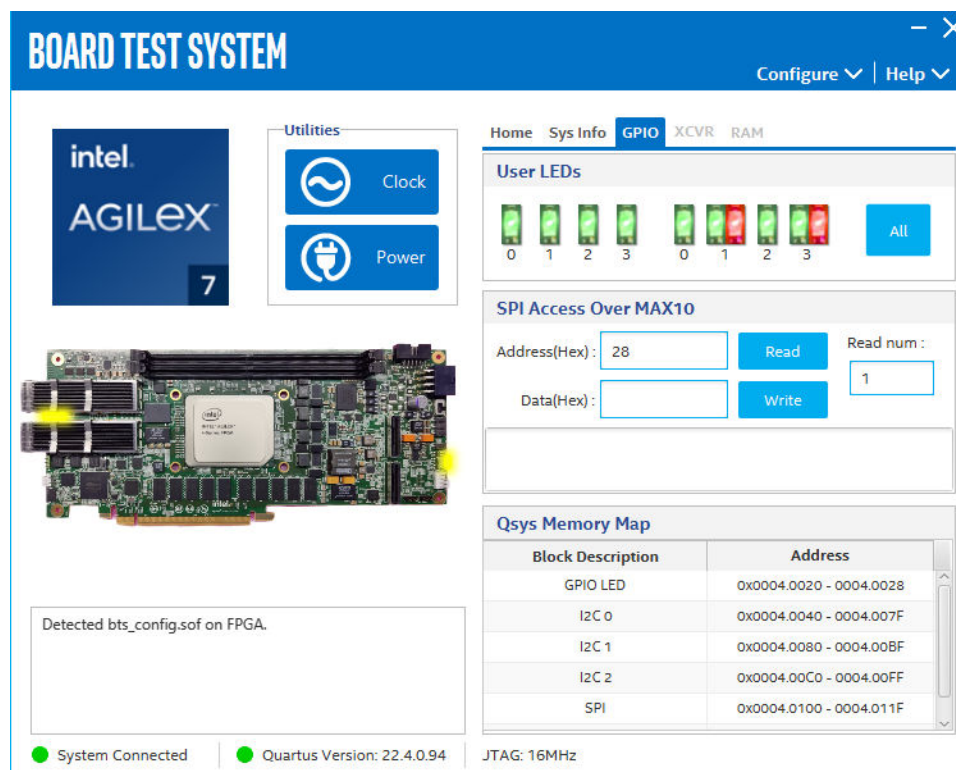 BOARD TEST SYSTEM
Configure | Help
intel.
AGILEX
7
Utilities
Clock
Power
Home Sys Info GPIO XCVR RAM
User LEDs
0 1 2 3 0 1 2 3
All
SPI Access Over MAX10
Address(Hex) : 28 Read Read num :
1
Data(Hex) : Write
Qsys Memory Map
Block Description Address
GPIO LED 0x0004.0020 - 0004.0028
I2C 0 0x0004.0040 - 0004.007F
I2C 1 0x0004.0080 - 0004.00BF
I2C 2 0x0004.00C0 - 0004.00FF
SPI 0x0004.0100 - 0004.011F
Detected bts_config.sof on FPGA.
System Connected Quartus Version: 22.4.0.94 JTAG: 16MHz